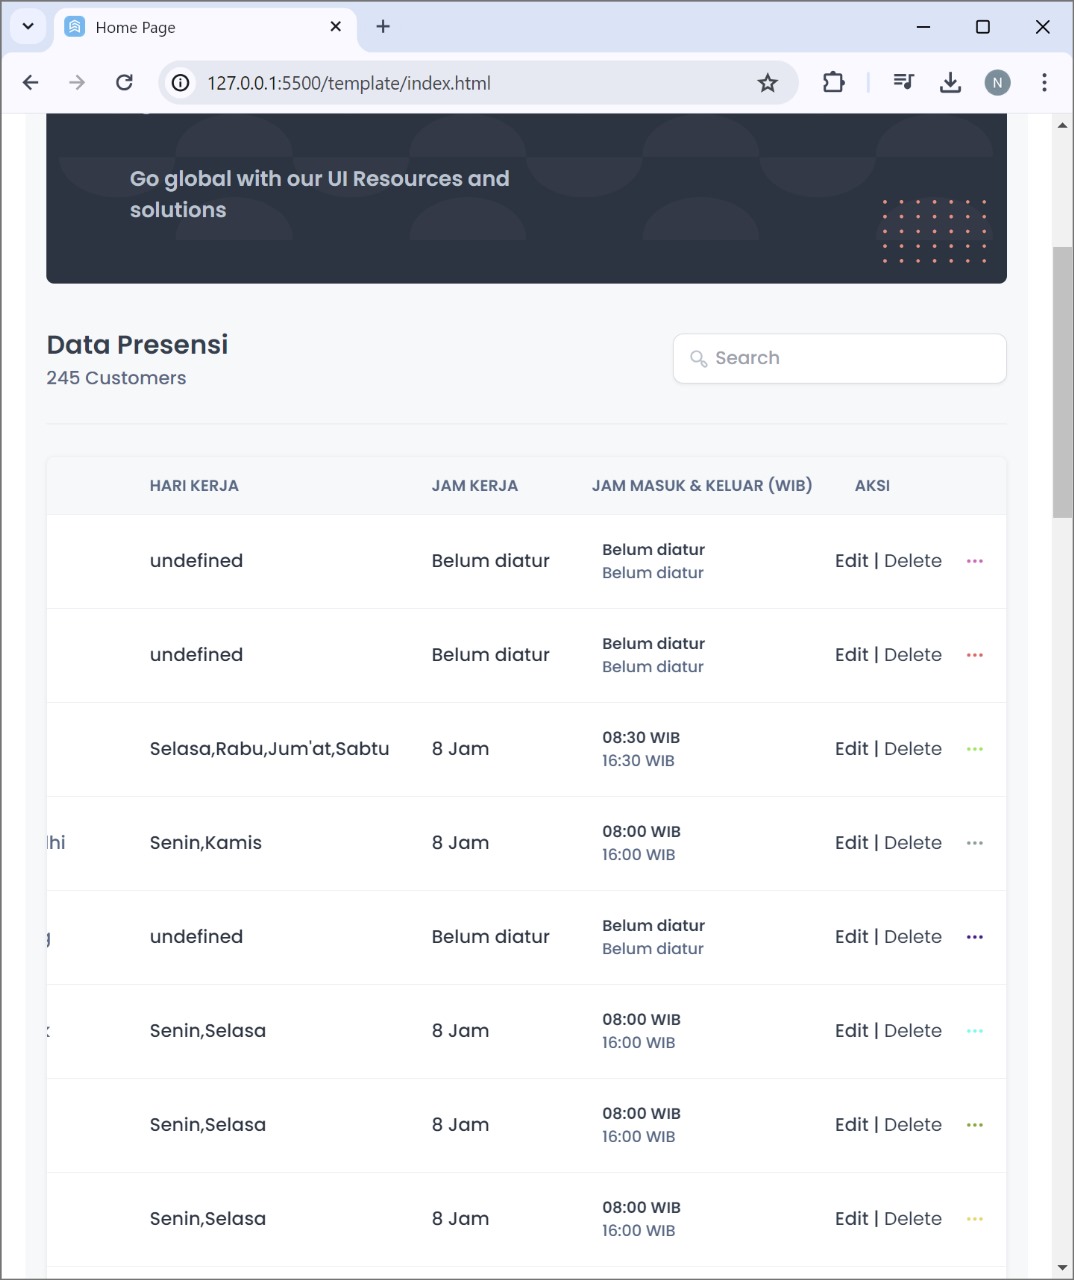 Home Page
127.0.0.1:5500/template/index.html
N
Go global with our UI Resources and
solutions
Data Presensi
245 Customers
Search
HARI KERJA JAM KERJA JAM MASUK & KELUAR (WIB) AKSI
undefined Belum diatur Belum diatur Edit | Delete ...
Belum diatur
undefined Belum diatur Belum diatur Edit | Delete ...
Belum diatur
Selasa,Rabu,Jum'at,Sabtu 8 Jam 08:30 WIB Edit | Delete ...
16:30 WIB
Senin,Kamis 8 Jam 08:00 WIB Edit | Delete ...
16:00 WIB
undefined Belum diatur Belum diatur Edit | Delete ...
Belum diatur
Senin,Selasa 8 Jam 08:00 WIB Edit | Delete ...
16:00 WIB
Senin,Selasa 8 Jam 08:00 WIB Edit | Delete ...
16:00 WIB
Senin,Selasa 8 Jam 08:00 WIB Edit | Delete ...
16:00 WIB